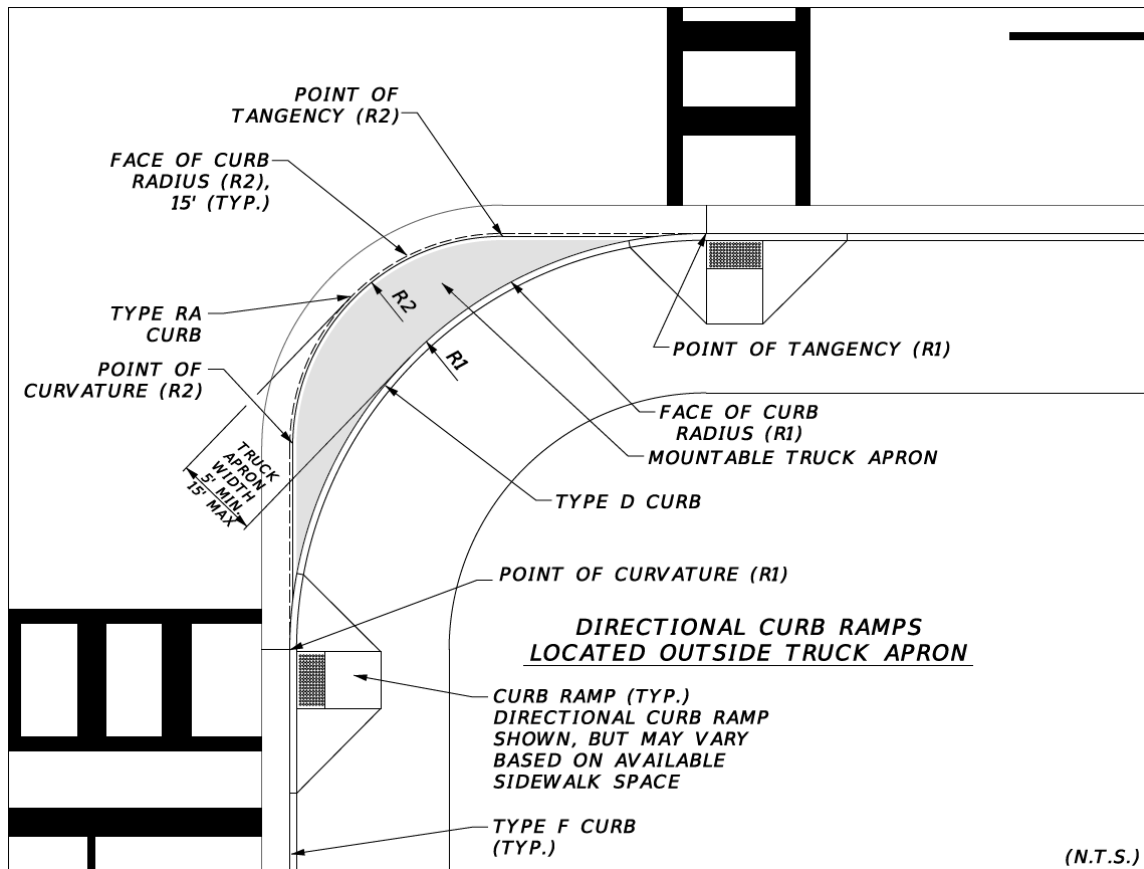 POINT OF
TANGENCY (R2)
FACE OF CURB
RADIUS (R2),
15' (TYP.)
TYPE RA
CURB
POINT OF
CURVATURE (R2)
R2
R1
TRUCK
APRON
WIDTH
5' MIN.
15' MAX
POINT OF TANGENCY (R1)
FACE OF CURB
RADIUS (R1)
MOUNTABLE TRUCK APRON
TYPE D CURB
POINT OF CURVATURE (R1)
DIRECTIONAL CURB RAMPS
LOCATED OUTSIDE TRUCK APRON
CURB RAMP (TYP.)
DIRECTIONAL CURB RAMP
SHOWN, BUT MAY VARY
BASED ON AVAILABLE
SIDEWALK SPACE
TYPE F CURB
(TYP.)
(N.T.S.)